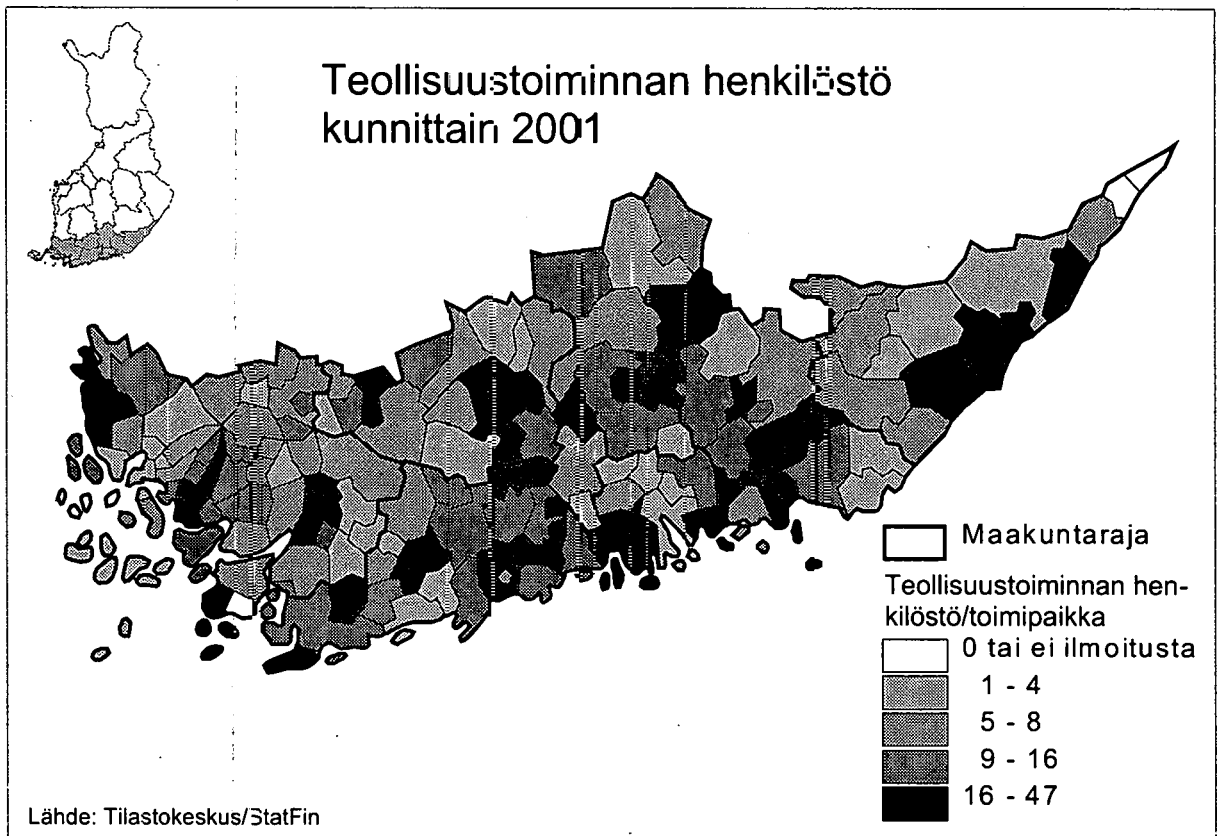 Teollisuustoiminnan henkilöstö
kunnittain 2001
Maakuntaraja
Teollisuustoiminnan hen-
kilöstö/toimipaikka
0 tai ei ilmoitusta
1 - 4
5 - 8
9 - 16
16 - 47
Lähde: Tilastokeskus/StatFin